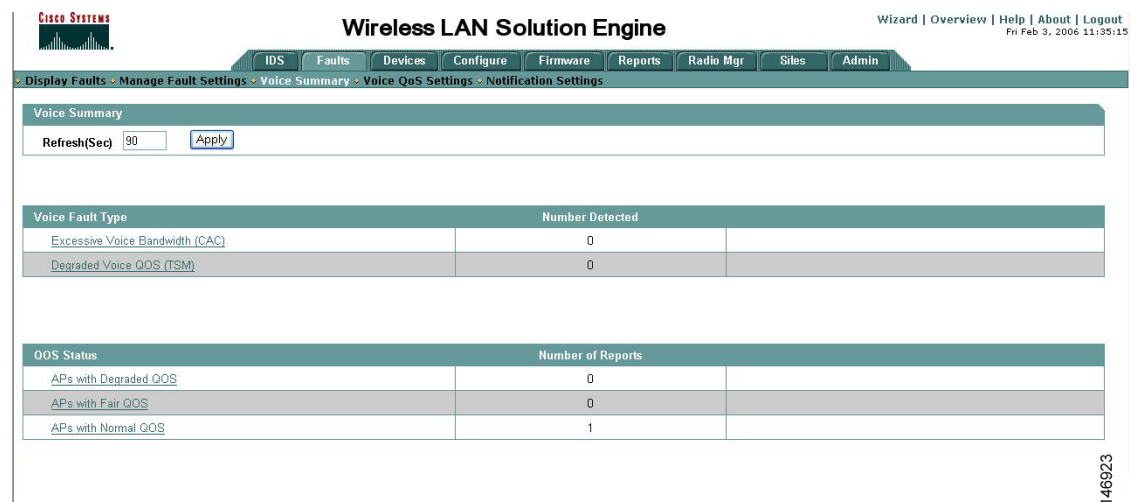 CISCO SYSTEMS
Wireless LAN Solution Engine
Wizard | Overview | Help | About | Logout
Fri Feb 3, 2006 11:35:15
IDS Faults Devices Configure Firmware Reports Radio Mgr Sites Admin
Display Faults Manage Fault Settings Voice Summary Voice QoS Settings Notification Settings
Voice Summary
Refresh(Sec) 90 Apply
Voice Fault Type Number Detected
Excessive Voice Bandwidth (CAC) 0
Degraded Voice QOS (TSM) 0
QOS Status Number of Reports
APs with Degraded QOS 0
APs with Fair QOS 0
APs with Normal QOS 1
146923